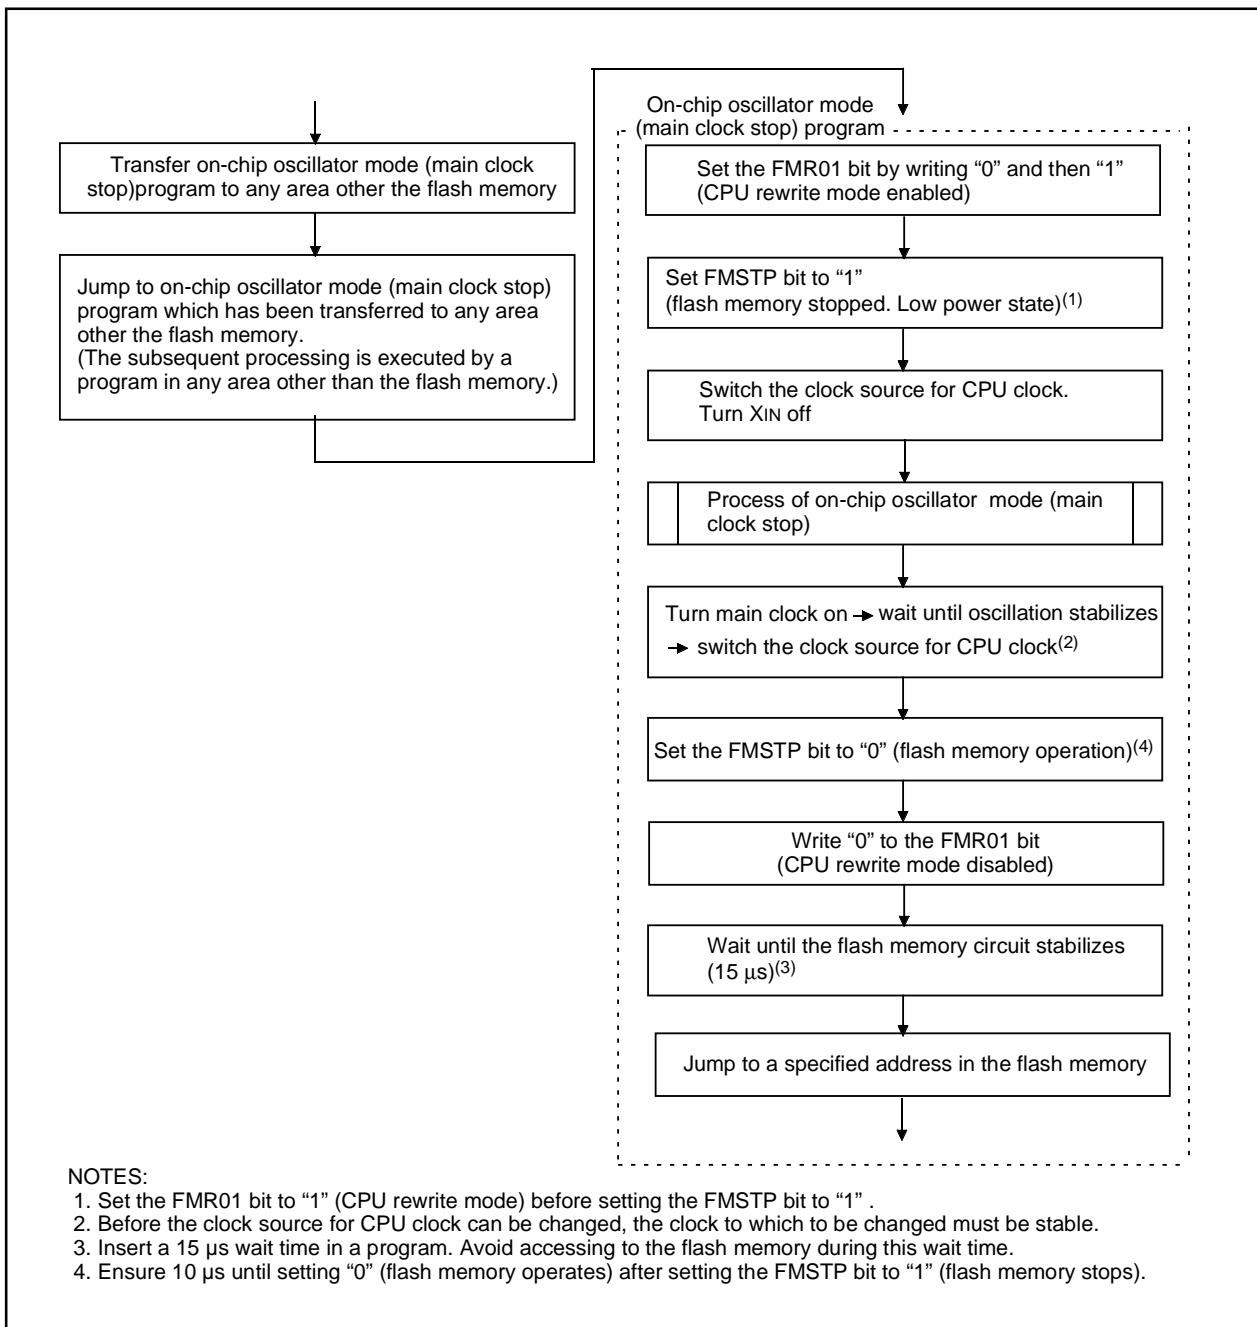 Transfer on-chip oscillator mode (main clock
stop)program to any area other the flash memory
Jump to on-chip oscillator mode (main clock stop)
program which has been transferred to any area
other the flash memory.
(The subsequent processing is executed by a
program in any area other than the flash memory.)
On-chip oscillator mode
(main clock stop) program
Set the FMR01 bit by writing “0” and then “1”
(CPU rewrite mode enabled)
Set FMSTP bit to “1”
(flash memory stopped. Low power state)(1)
Switch the clock source for CPU clock.
Turn XIN off
Process of on-chip oscillator mode (main
clock stop)
Turn main clock on → wait until oscillation stabilizes
→ switch the clock source for CPU clock(2)
Set the FMSTP bit to “0” (flash memory operation)(4)
Write “0” to the FMR01 bit
(CPU rewrite mode disabled)
Wait until the flash memory circuit stabilizes
(15 μs)(3)
Jump to a specified address in the flash memory
NOTES:
1. Set the FMR01 bit to “1” (CPU rewrite mode) before setting the FMSTP bit to “1” .
2. Before the clock source for CPU clock can be changed, the clock to which to be changed must be stable.
3. Insert a 15 μs wait time in a program. Avoid accessing to the flash memory during this wait time.
4. Ensure 10 μs until setting “0” (flash memory operates) after setting the FMSTP bit to “1” (flash memory stops).